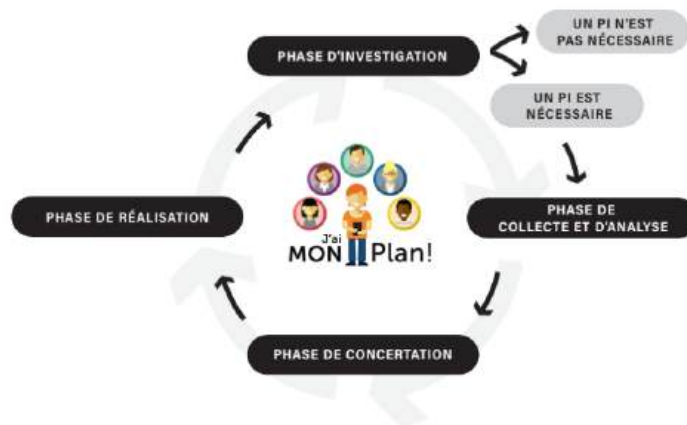 PHASE D'INVESTIGATION
UN PI N'EST
PAS NÉCESSAIRE
UN PI EST
NÉCESSAIRE
PHASE DE RÉALISATION
PHASE DE
COLLECTE ET D'ANALYSE
J'ai
MON Plan!
PHASE DE CONCERTATION